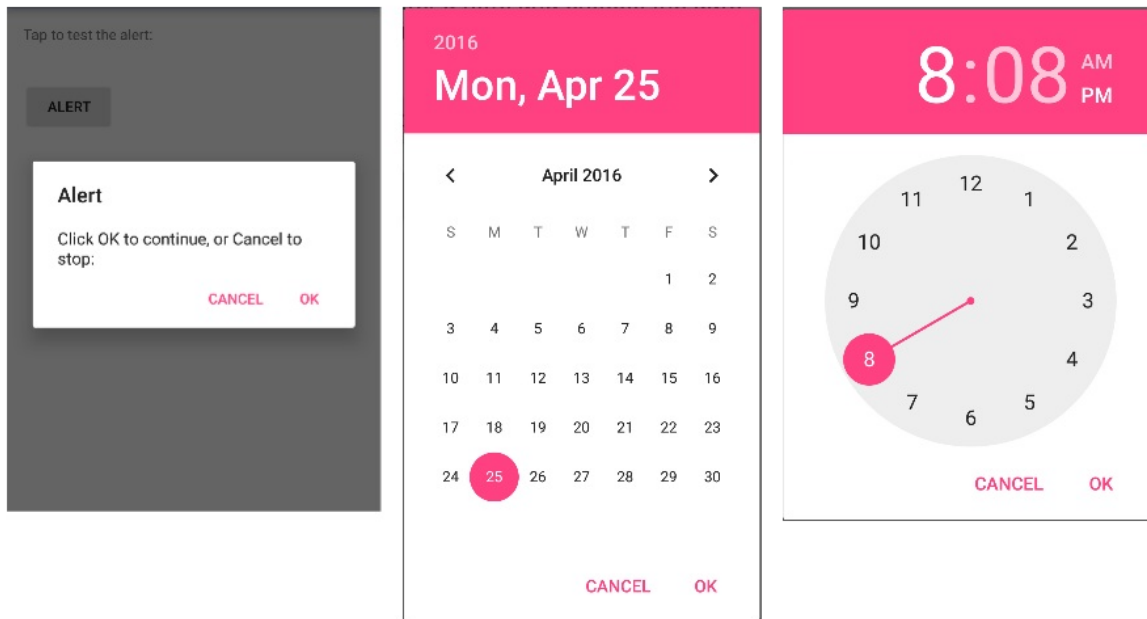 Tap to test the alert:
ALERT
Alert
Click OK to continue, or Cancel to
stop:
CANCEL OK
2016
Mon, Apr 25
April 2016
S M T W T F S
1 2
3 4 5 6 7 8 9
10 11 12 13 14 15 16
17 18 19 20 21 22 23
24 25 26 27 28 29 30
CANCEL OK
8:08 AM
PM
12
11 1
10 2
9 3
8 4
7 5
6
CANCEL OK